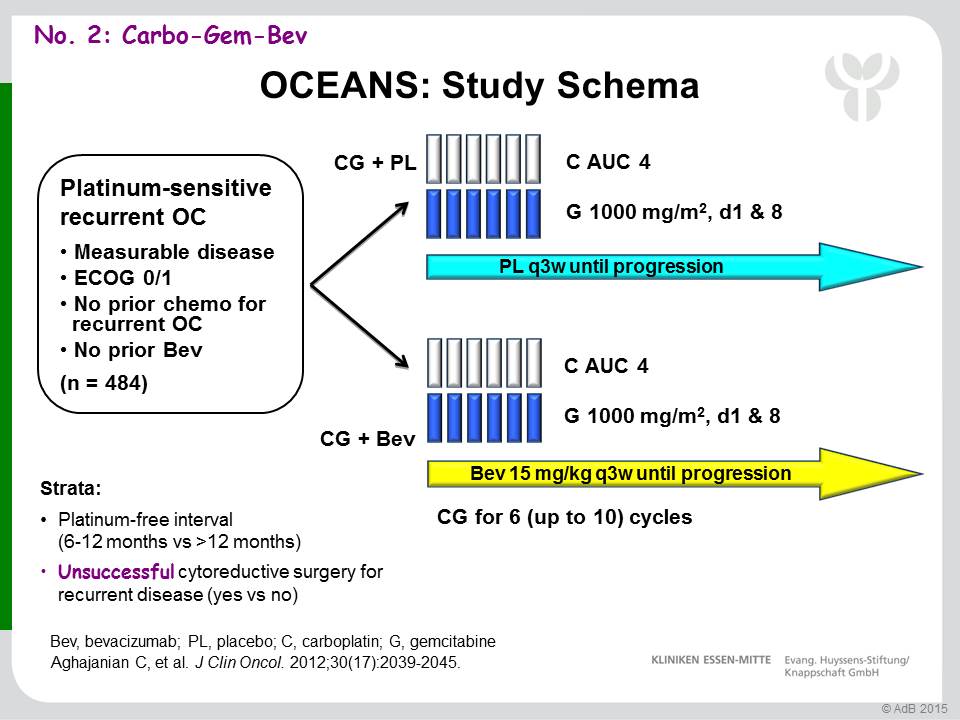 No. 2: Carbo-Gem-Bev
OCEANS: Study Schema
Platinum-sensitive
recurrent OC
• Measurable disease
• ECOG 0/1
• No prior chemo for
recurrent OC
• No prior Bev
(n = 484)
CG + PL
C AUC 4
G 1000 mg/m², d1 & 8
PL q3w until progression
CG + Bev
C AUC 4
G 1000 mg/m², d1 & 8
Bev 15 mg/kg q3w until progression
CG for 6 (up to 10) cycles
Strata:
• Platinum-free interval
(6-12 months vs >12 months)
• Unsuccessful cytoreductive surgery for
recurrent disease (yes vs no)
Bev, bevacizumab; PL, placebo; C, carboplatin; G, gemcitabine
Aghajanian C, et al. J Clin Oncol. 2012;30(17):2039-2045.
KLINIKEN ESSEN-MITTE
Evang. Huyssens-Stiftung/
Knappschaft GmbH
© AdB 2015